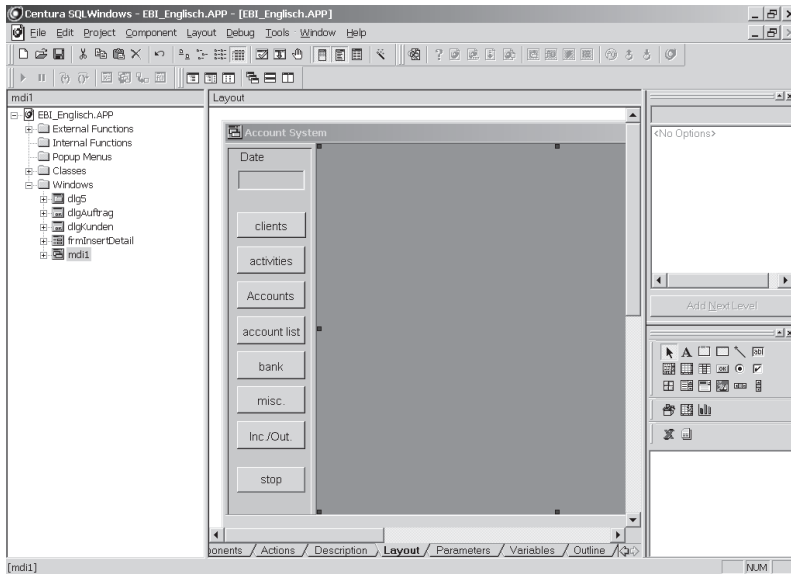 Centura SQLWindows - EBI_Englisch.APP - [EBI_Englisch.APP]
File Edit Project Component Layout Debug Tools Window Help
mdi1
EBI_Englisch.APP
External Functions
Internal Functions
Popup Menus
Classes
Windows
dlg5
dlgAuftrag
dlgKunden
frmInsertDetail
mdi1
Layout
Account System
Date
clients
activities
Accounts
account list
bank
misc.
Inc./Out.
stop
ponents / Actions / Description \ Layout / Parameters / Variables / Outline /
<No Options>
Add Next Level
[mdi1]
NUM